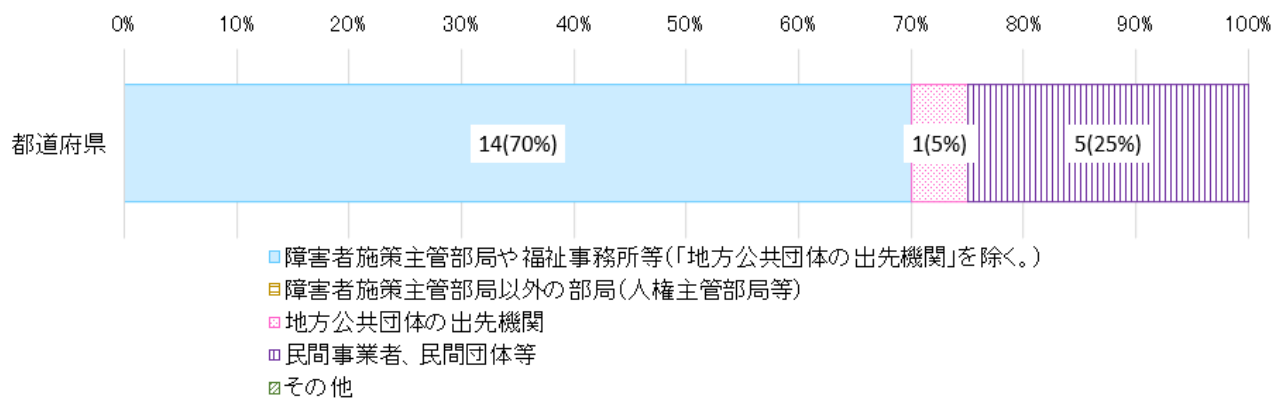 0% 10% 20% 30% 40% 50% 60% 70% 80% 90% 100%
都道府県 14(70%) 1(5%) 5(25%)
障害者施策主管部局や福祉事務所等(「地方公共団体の出先機関」を除く。)
障害者施策主管部局以外の部局(人権主管部局等)
地方公共団体の出先機関
民間事業者、民間団体等
その他